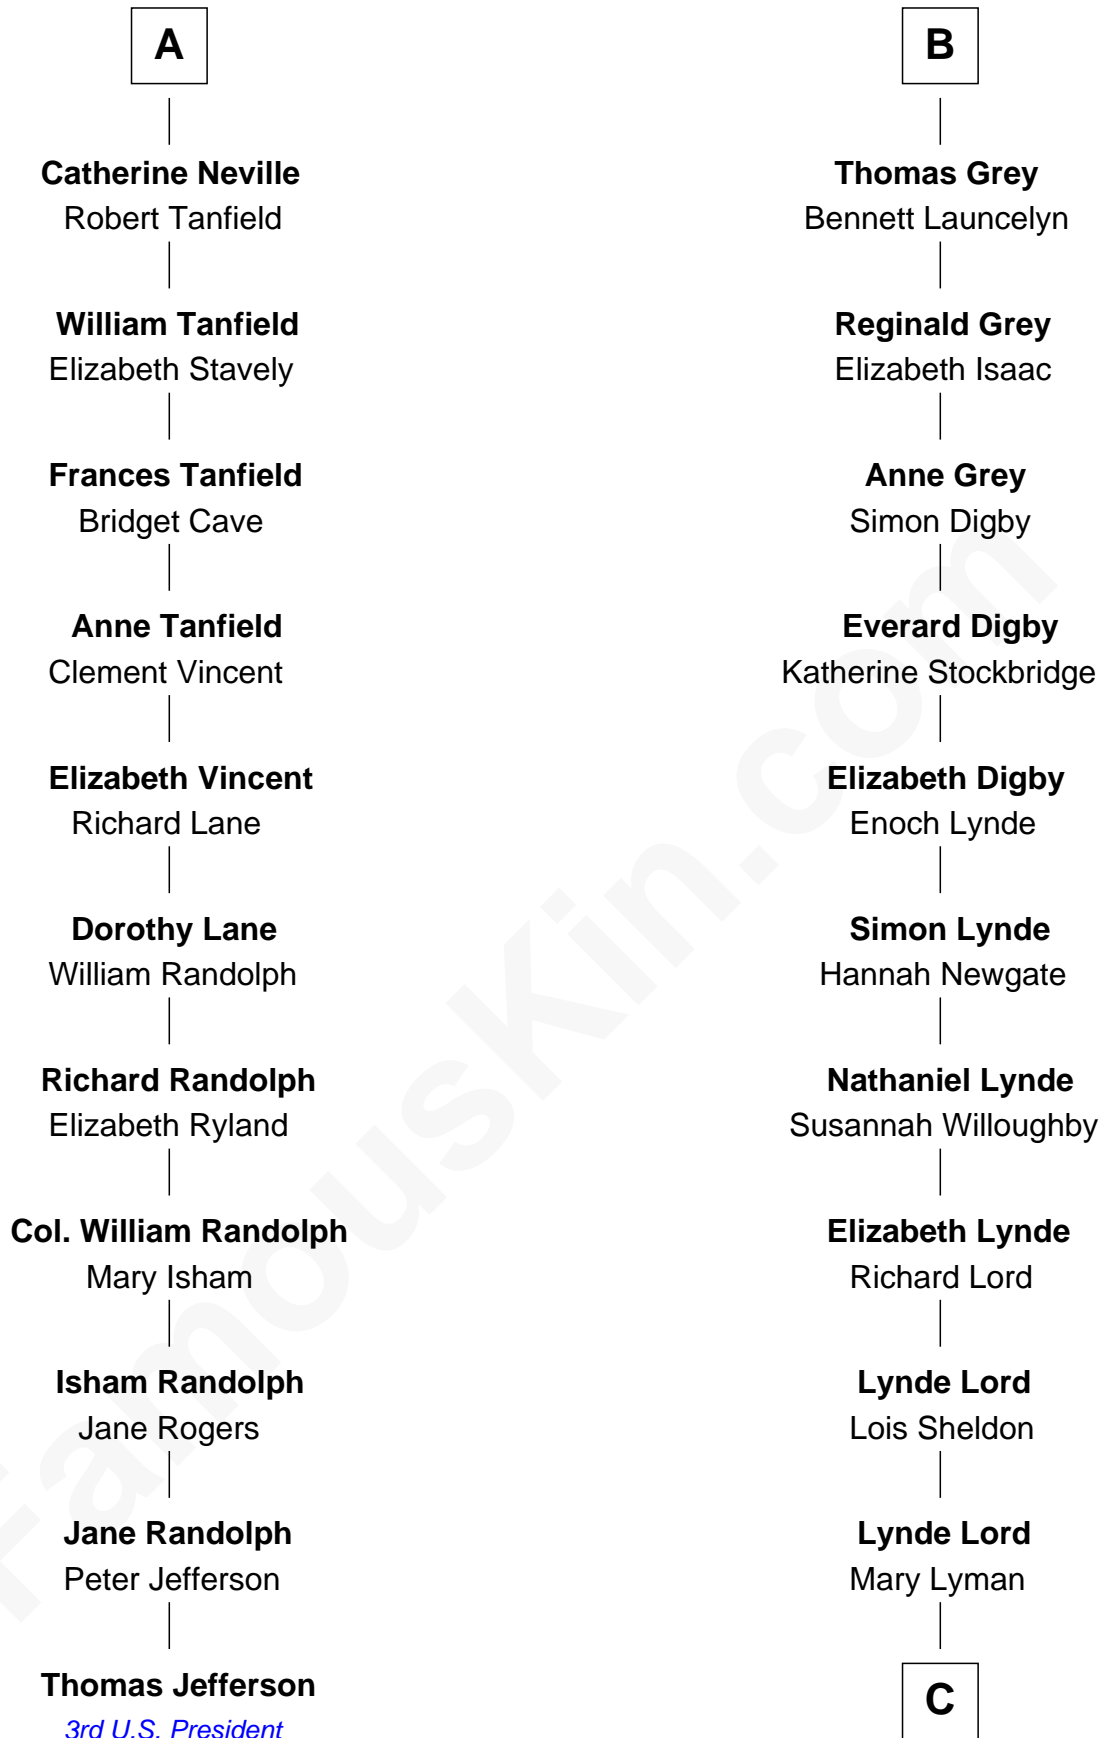 A
Catherine Neville
Robert Tanfield
William Tanfield
Elizabeth Stavely
Frances Tanfield
Bridget Cave
Anne Tanfield
Clement Vincent
Elizabeth Vincent
Richard Lane
Dorothy Lane
William Randolph
Richard Randolph
Elizabeth Ryland
Col. William Randolph
Mary Isham
Isham Randolph
Jane Rogers
Jane Randolph
Peter Jefferson
Thomas Jefferson
3rd U.S. President
B
Thomas Grey
Bennett Launcelyn
Reginald Grey
Elizabeth Isaac
Anne Grey
Simon Digby
Everard Digby
Katherine Stockbridge
Elizabeth Digby
Enoch Lynde
Simon Lynde
Hannah Newgate
Nathaniel Lynde
Susannah Willoughby
Elizabeth Lynde
Richard Lord
Lynde Lord
Lois Sheldon
Lynde Lord
Mary Lyman
C
FamousKin.com